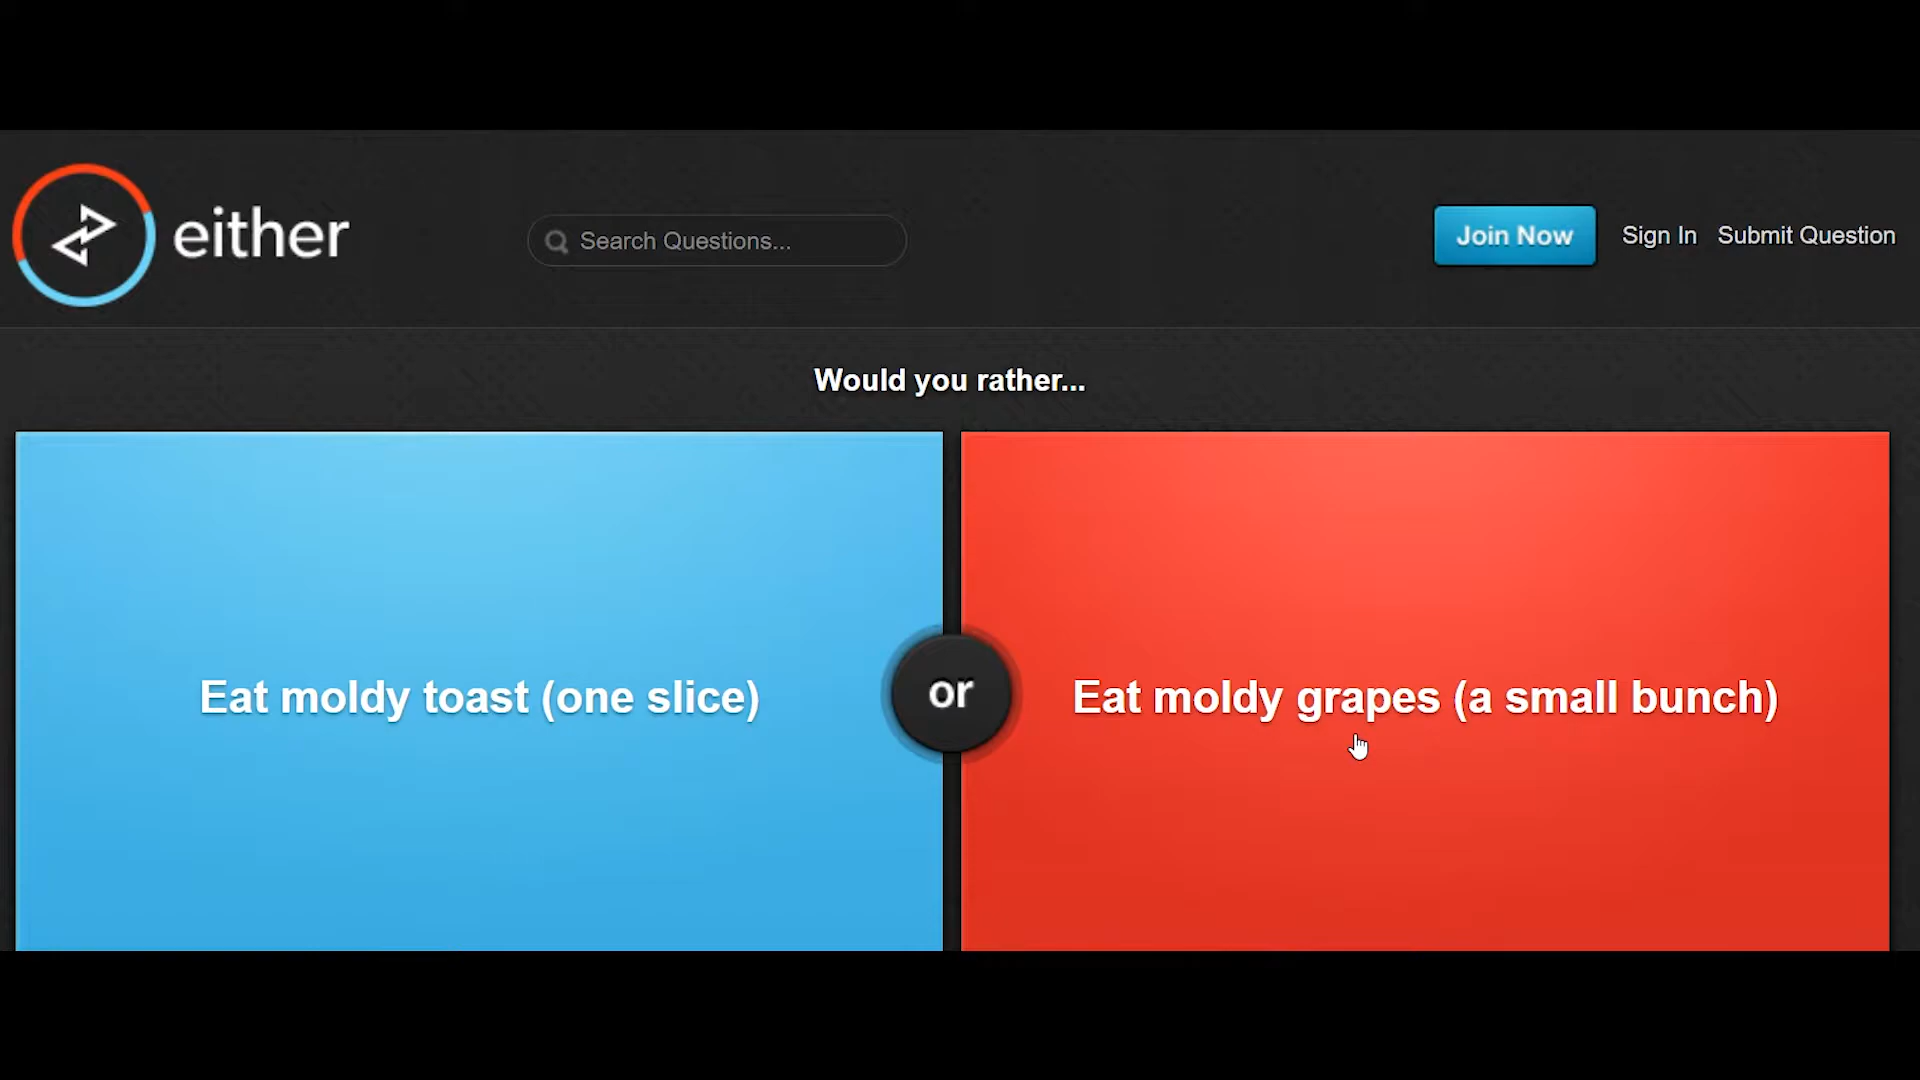 either
Search Questions...
Join Now
Sign In
Submit Question
Would you rather...
Eat moldy toast (one slice)
or
Eat moldy grapes (a small bunch)